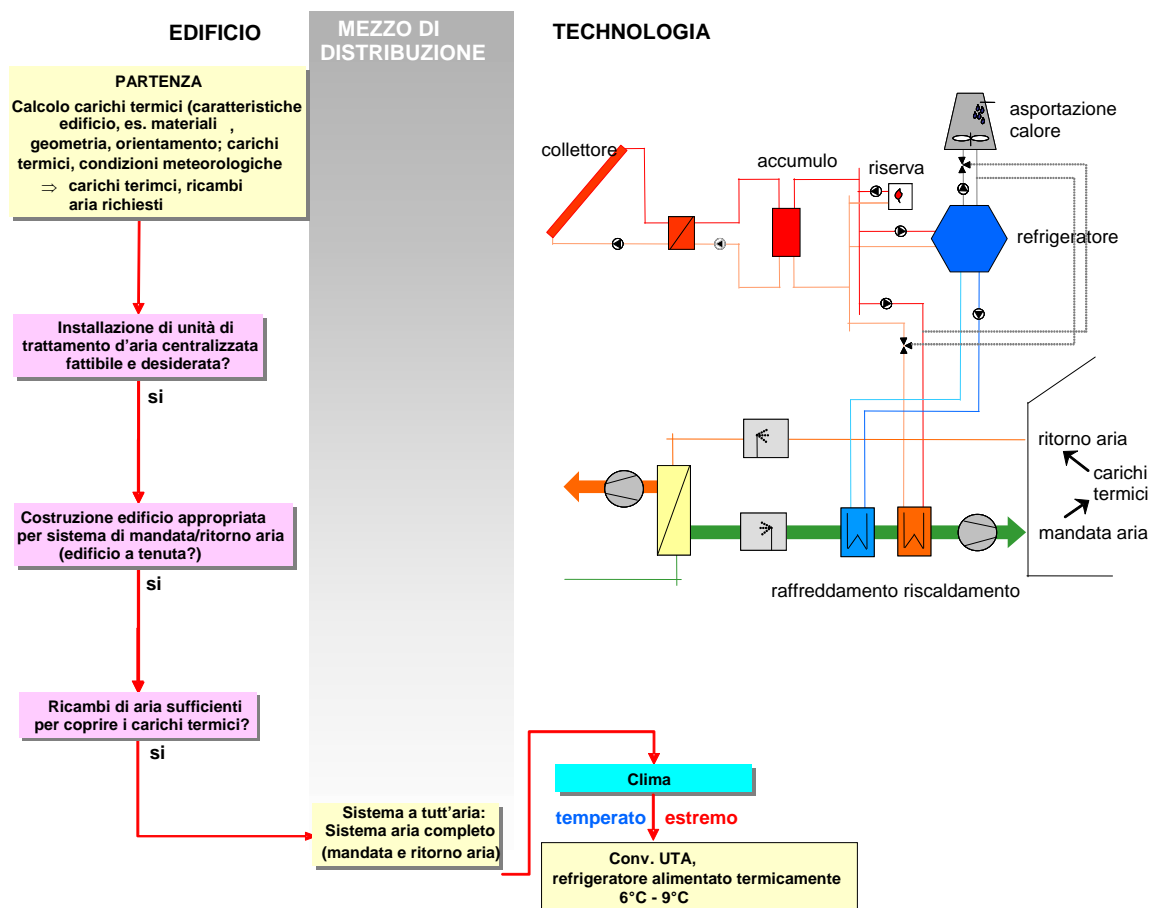 EDIFICIO
MEZZO DI
DISTRIBUZIONE
TECHNOLOGIA
PARTENZA
Calcolo carichi termici (caratteristiche
edificio, es. materiali ,
geometria, orientamento; carichi
termici, condizioni meteorologiche
⇒ carichi terimci, ricambi
aria richiesti
Installazione di unità di
trattamento d'aria centralizzata
fattibile e desiderata?
si
Costruzione edificio appropriata
per sistema di mandata/ritorno aria
(edificio a tenuta?)
si
Ricambi di aria sufficienti
per coprire i carichi termici?
si
Sistema a tutt'aria:
Sistema aria completo
(mandata e ritorno aria)
collettore
accumulo
riserva
asportazione
calore
refrigeratore
ritorno aria
carichi
termici
mandata aria
raffreddamento riscaldamento
Clima
temperato estremo
Conv. UTA,
refrigeratore alimentato termicamente
6°C - 9°C